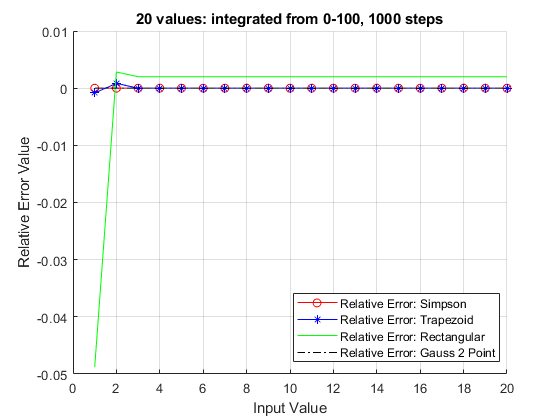 20 values: integrated from 0-100, 1000 steps
0.01
0
-0.01
-0.02
-0.03
-0.04
-0.05
Relative Error Value
0 2 4 6 8 10 12 14 16 18 20
Input Value
Relative Error: Simpson
Relative Error: Trapezoid
Relative Error: Rectangular
Relative Error: Gauss 2 Point